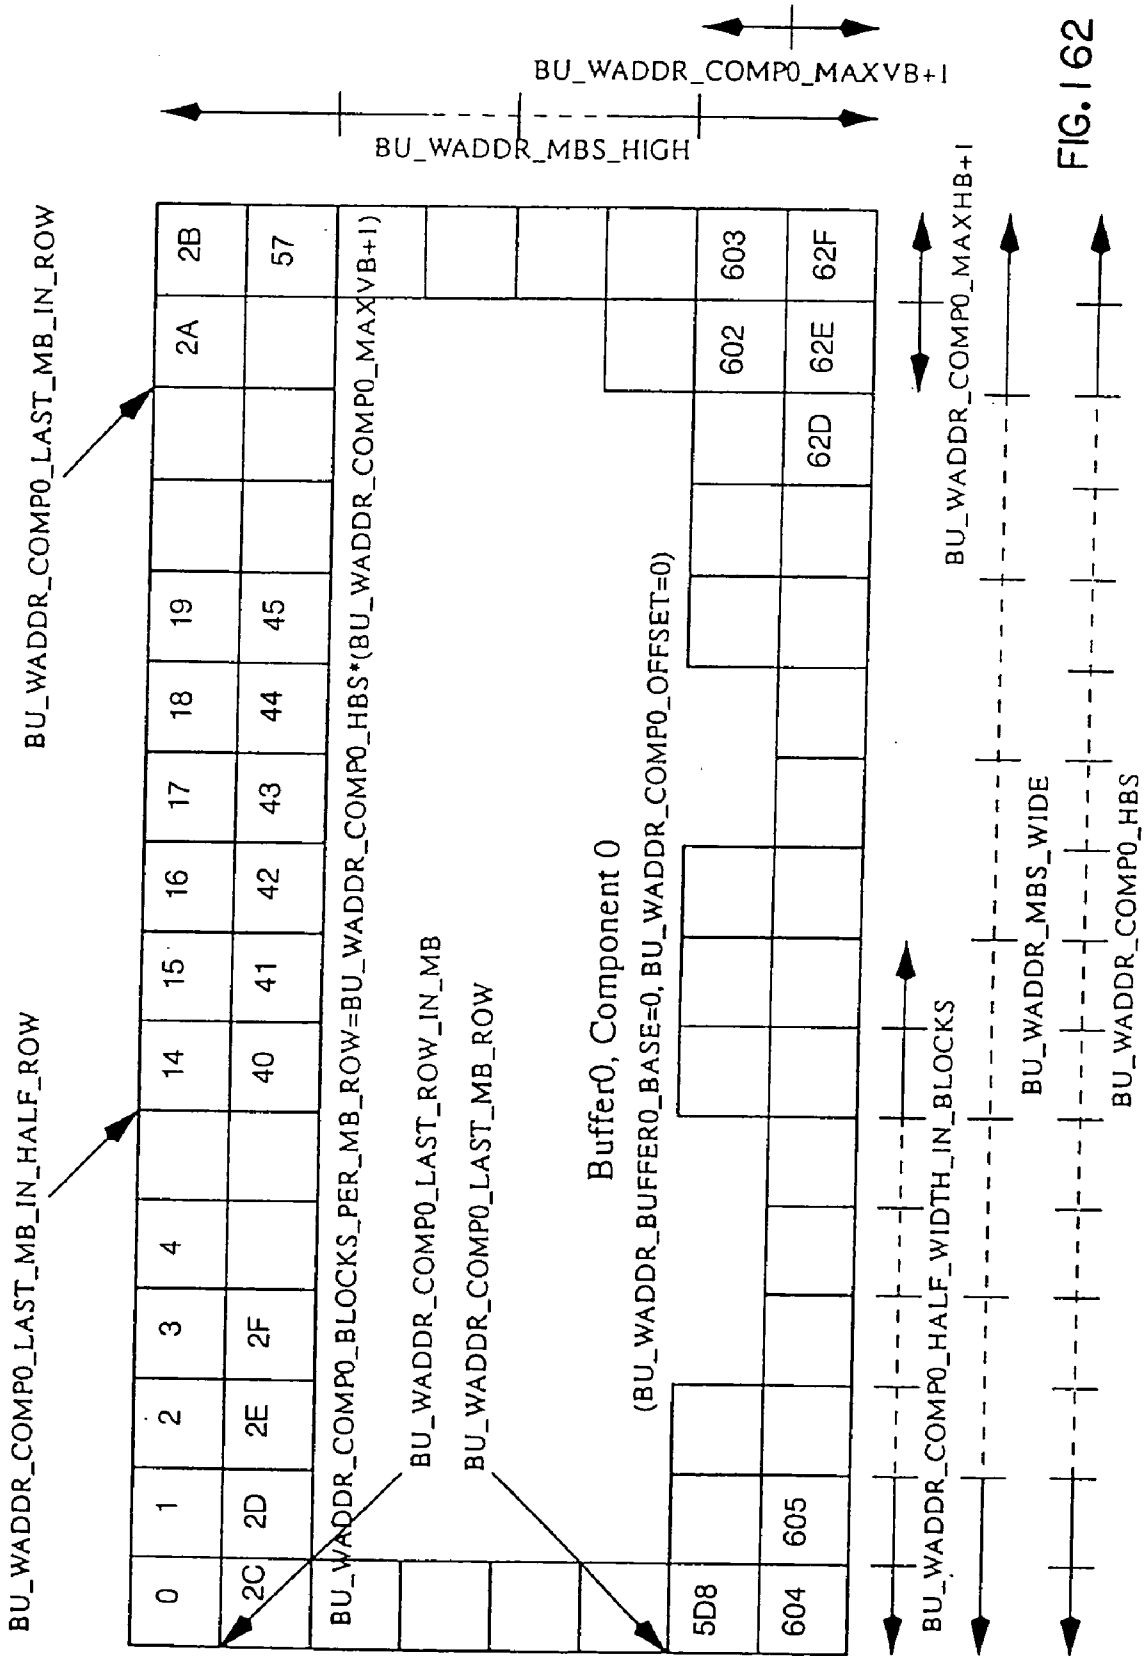 BU_WADDR_COMP0_LAST_MB_IN_HALF_ROW
BU_WADDR_COMP0_LAST_MB_IN_ROW
0 1 2 3 4 14 15 16 17 18 19 2A 2B
2C 2D 2E 2F 40 41 42 43 44 45 57
BU_WADDR_COMP0_BLOCKS_PER_MB_ROW=BU_WADDR_COMP0_HBS*(BU_WADDR_COMP0_MAXVB+1)
BU_WADDR_MBS_HIGH
BU_WADDR_COMP0_LAST_ROW_IN_MB
BU_WADDR_COMP0_LAST_MB_ROW
BU_WADDR_COMP0_MAXVB+1
Buffer0, Component 0
(BU_WADDR_BUFFER0_BASE=0, BU_WADDR_COMP0_OFFSET=0)
5D8 602 603
604 605 62D 62E 62F
BU_WADDR_COMP0_HALF_WIDTH_IN_BLOCKS
BU_WADDR_COMP0_MAXHB+1
BU_WADDR_MBS_WIDE
BU_WADDR_COMP0_HBS
FIG.162